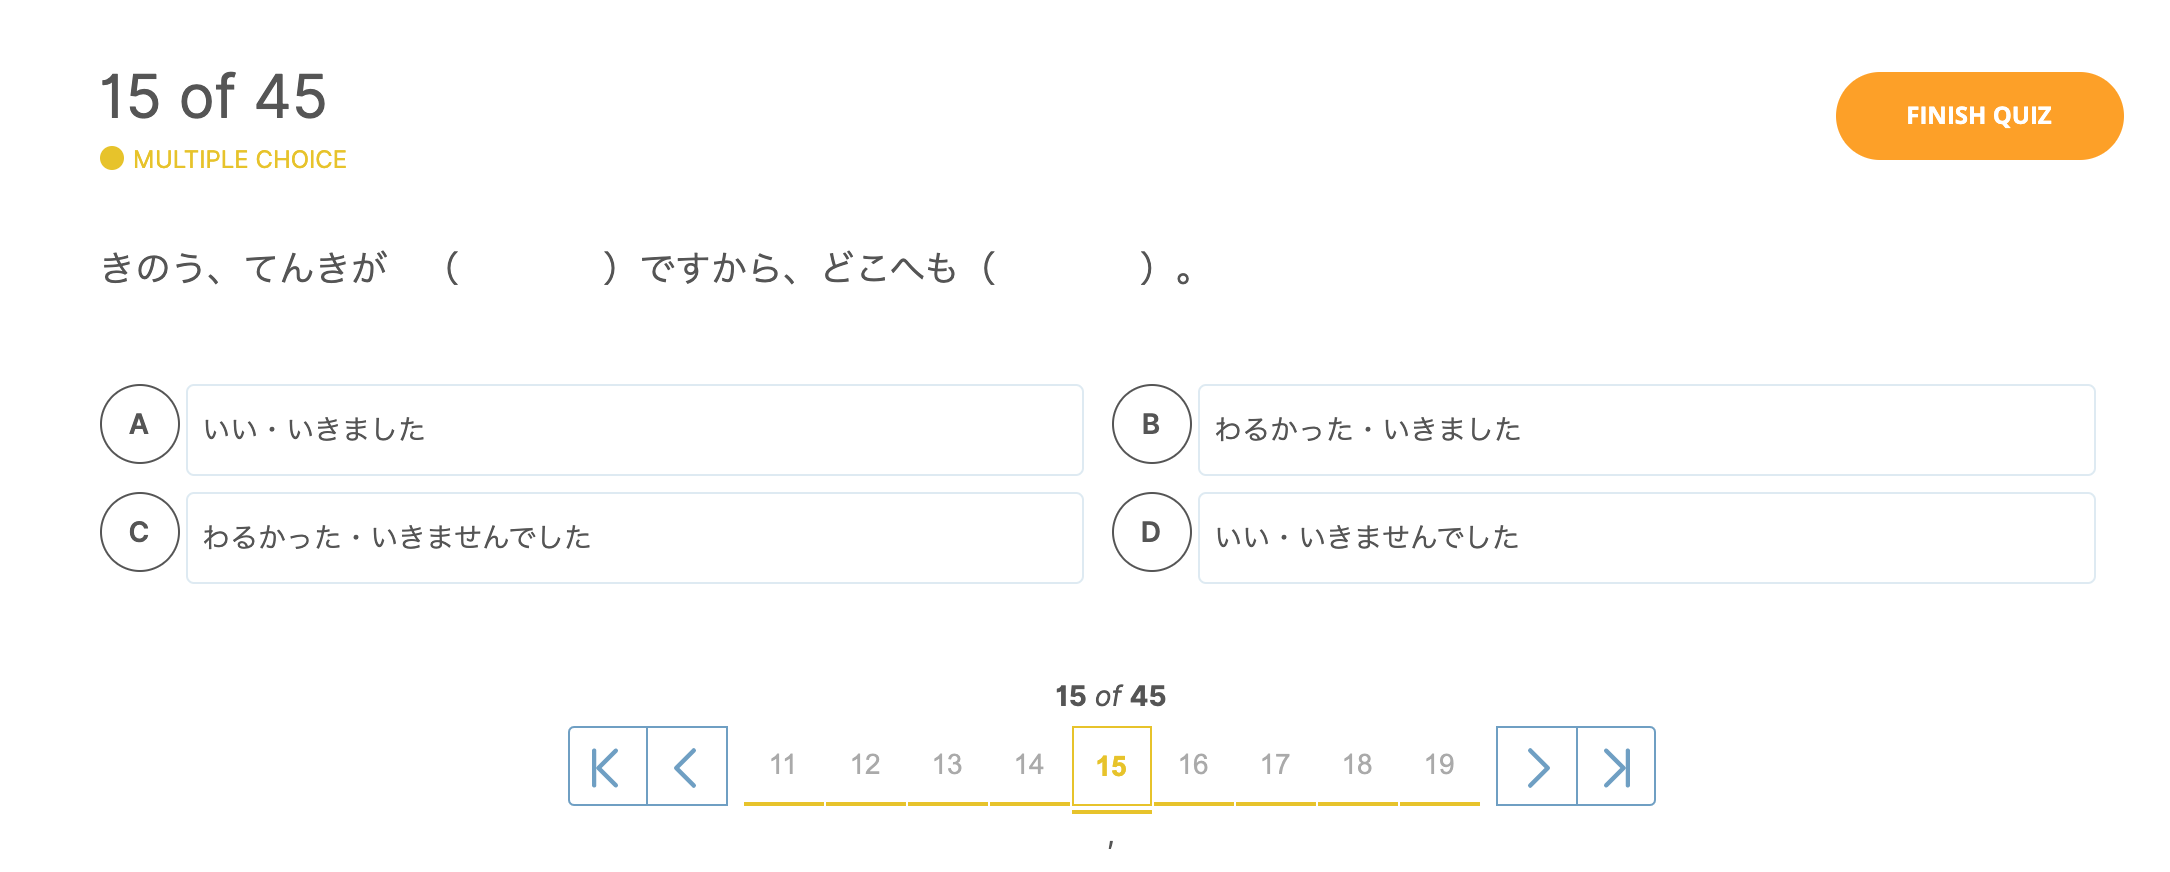 15 of 45
FINISH QUIZ
MULTIPLE CHOICE
きのう、てんきが　（　　　　）ですから、どこへも（　　　　）。
A いい・いきました
B わるかった・いきました
C わるかった・いきませんでした
D いい・いきませんでした
15 of 45
11 12 13 14 15 16 17 18 19
,